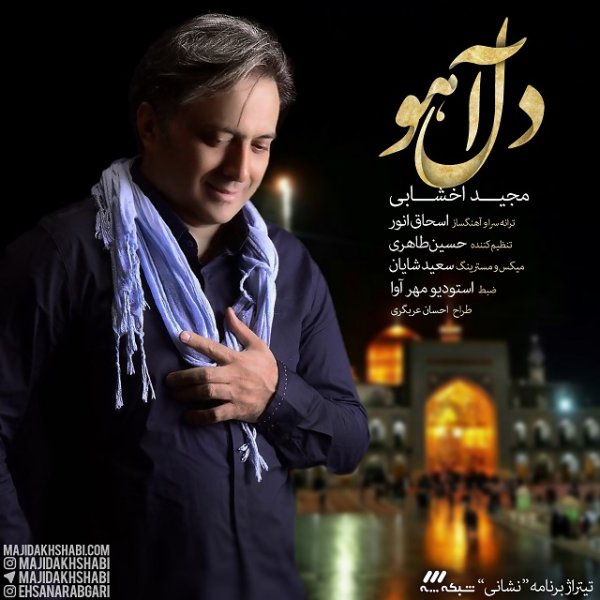 دل آهو
مجید اخشابی
ترانه سرا و آهنگساز اسحاق انور
تنظیم کننده حسین طاهری
میکس و مسترینگ سعید شایان
ضبط استودیو مهر آوا
طراح احسان عربگری
MAJIDAKHSHABI.COM
MAJIDAKHSHABI
MAJIDAKHSHABI
EHSANARABGARI
تیتراژ برنامه "نشانی" شبکه سه